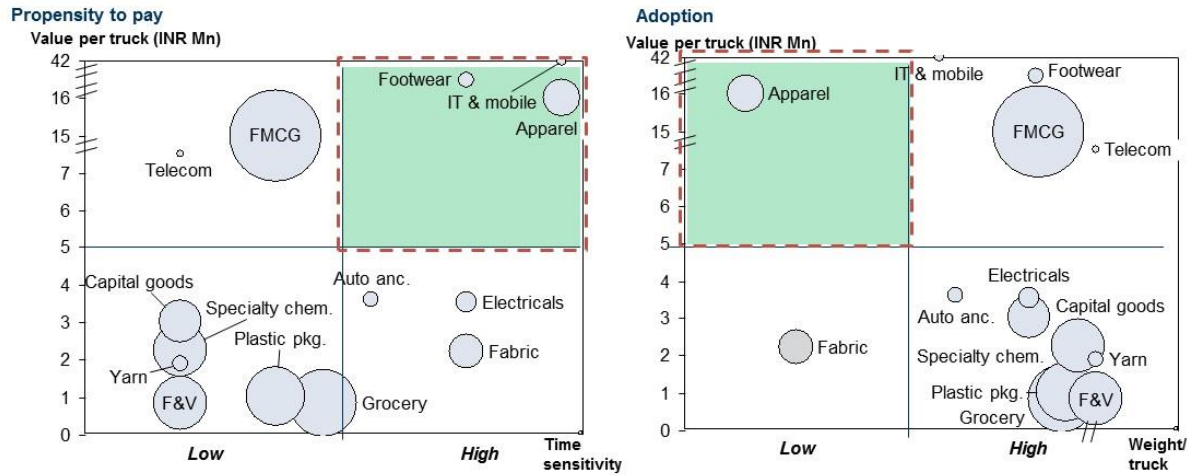 Propensity to pay
Value per truck (INR Mn)
42
16
15
7
6
5
4
3
2
1
0
Footwear
IT & mobile
Apparel
FMCG
Telecom
Capital goods
Specialty chem.
Plastic pkg.
Yarn
F&V
Grocery
Auto anc.
Electricals
Fabric
Low
High
Time
sensitivity
Adoption
Value per truck (INR Mn)
42
16
15
7
6
5
4
3
2
1
0
IT & mobile
Footwear
Apparel
FMCG
Telecom
Electricals
Auto anc.
Capital goods
Fabric
Specialty chem.
Yarn
Plastic pkg.
F&V
Grocery
Low
High
Weight/
truck